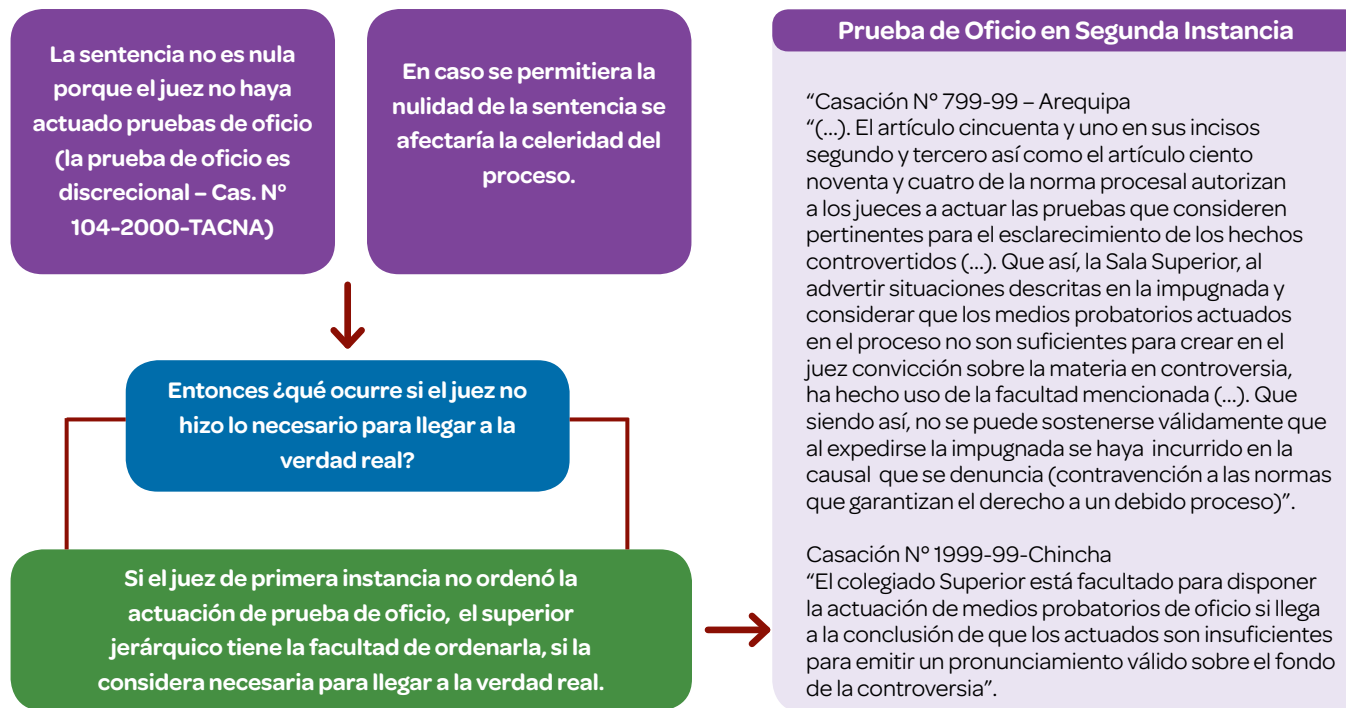 La sentencia no es nula
porque el juez no haya
actuado pruebas de oficio
(la prueba de oficio es
discrecional – Cas. N°
104-2000-TACNA)
En caso se permitiera la
nulidad de la sentencia se
afectaría la celeridad del
proceso.
Entonces ¿qué ocurre si el juez no
hizo lo necesario para llegar a la
verdad real?
Si el juez de primera instancia no ordenó la
actuación de prueba de oficio, el superior
jerárquico tiene la facultad de ordenarla, si la
considera necesaria para llegar a la verdad real.
Prueba de Oficio en Segunda Instancia
“Casación N° 799-99 – Arequipa
“(...). El artículo cincuenta y uno en sus incisos
segundo y tercero así como el artículo ciento
noventa y cuatro de la norma procesal autorizan
a los jueces a actuar las pruebas que consideren
pertinentes para el esclarecimiento de los hechos
controvertidos (...). Que así, la Sala Superior, al
advertir situaciones descritas en la impugnada y
considerar que los medios probatorios actuados
en el proceso no son suficientes para crear en el
juez convicción sobre la materia en controversia,
ha hecho uso de la facultad mencionada (...). Que
siendo así, no se puede sostenerse válidamente que
al expedirse la impugnada se haya incurrido en la
causal que se denuncia (contravención a las normas
que garantizan el derecho a un debido proceso)”.
Casación N° 1999-99-Chincha
“El colegiado Superior está facultado para disponer
la actuación de medios probatorios de oficio si llega
a la conclusión de que los actuados son insuficientes
para emitir un pronunciamiento válido sobre el fondo
de la controversia”.